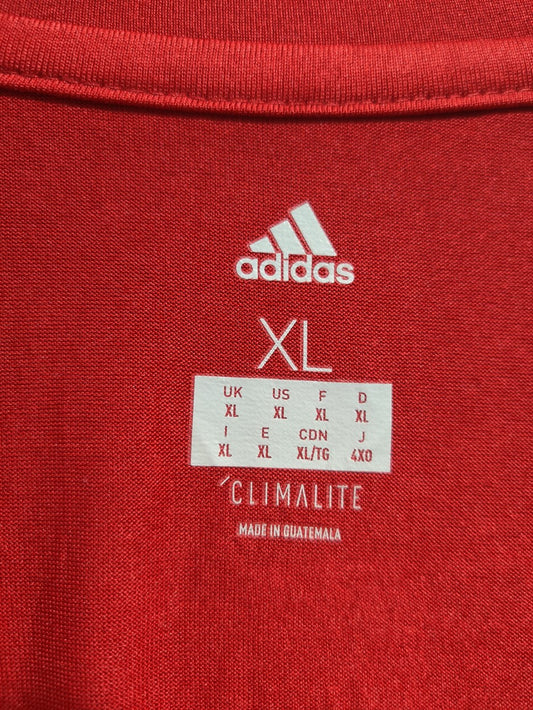 adidas
XL
UK US F D
XL XL XL XL
I E CDN J
XL XL XL/TG 4XO
CLIMALITE
MADE IN GUATEMALA